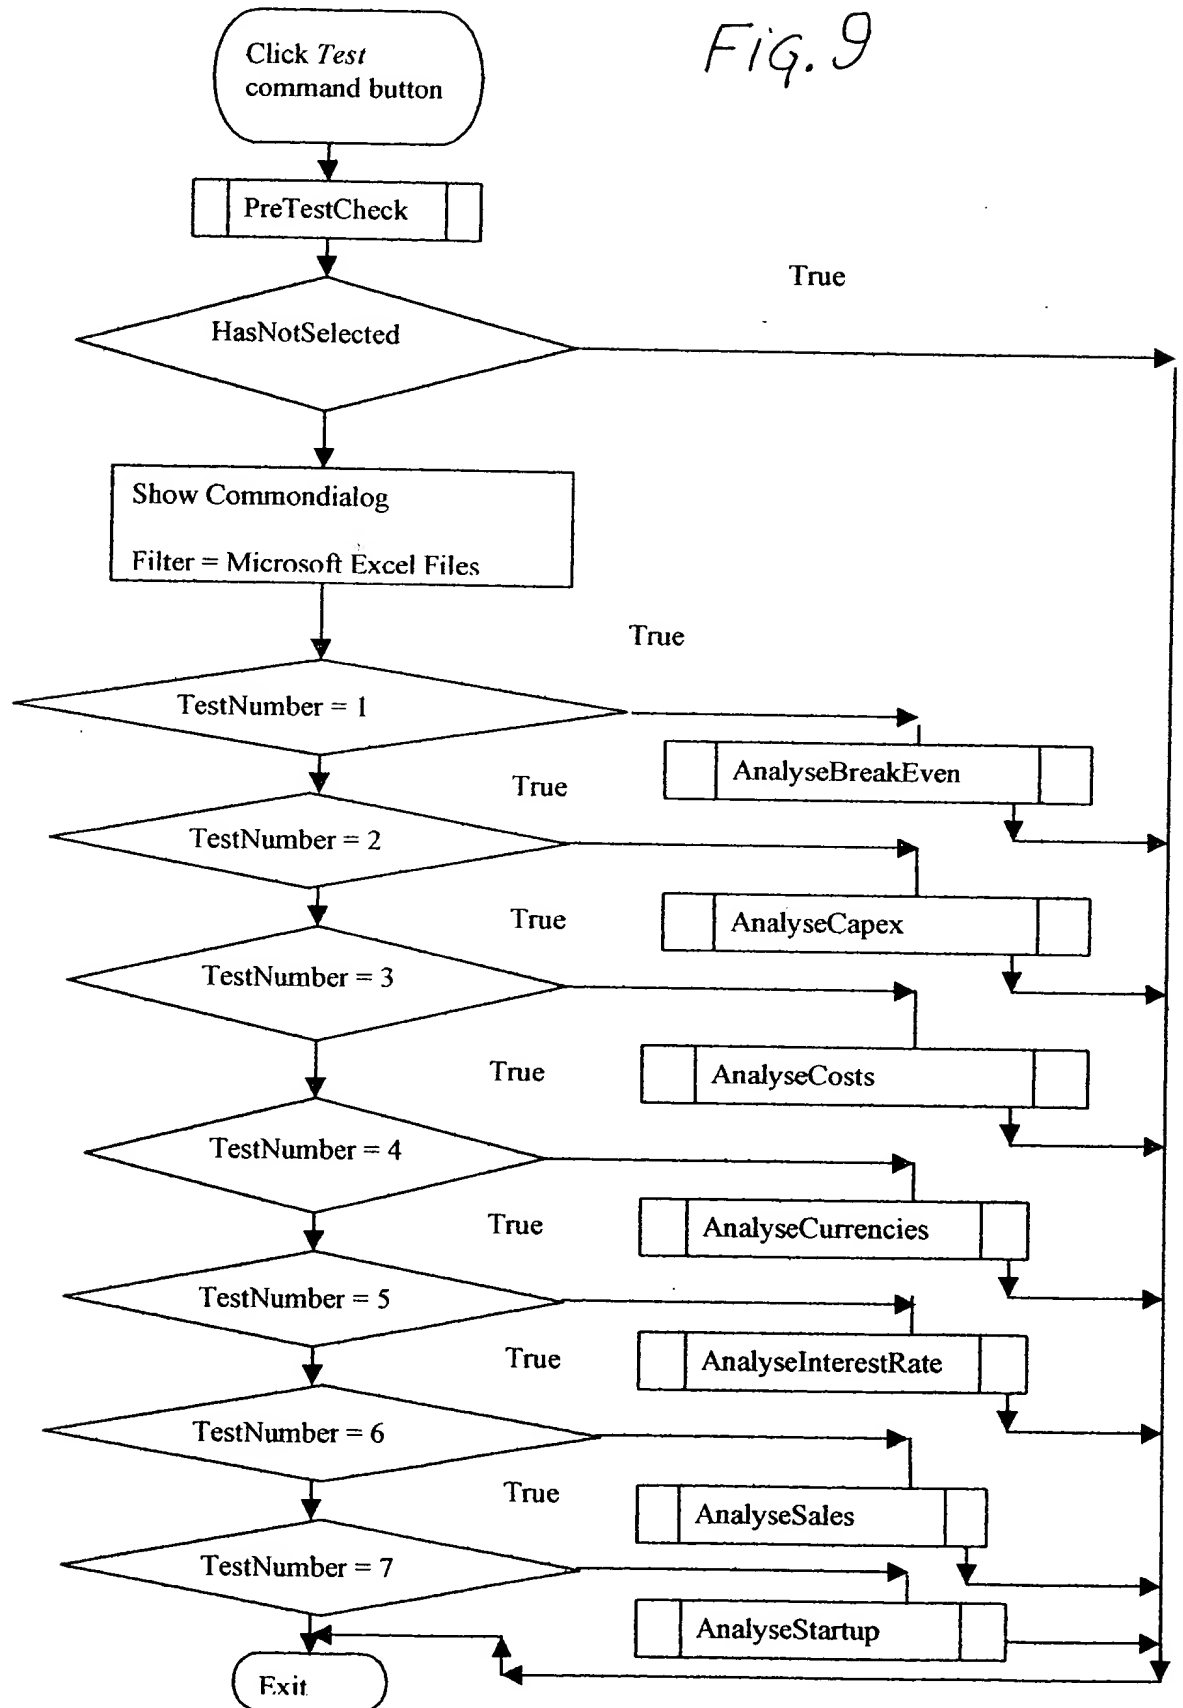 Fig. 9
Click Test
command button
PreTestCheck
True
HasNotSelected
Show Commondialog
Filter = Microsoft Excel Files
True
TestNumber = 1
AnalyseBreakEven
True
TestNumber = 2
AnalyseCapex
True
TestNumber = 3
AnalyseCosts
True
TestNumber = 4
AnalyseCurrencies
True
TestNumber = 5
AnalyseInterestRate
True
TestNumber = 6
AnalyseSales
True
TestNumber = 7
AnalyseStartup
Exit